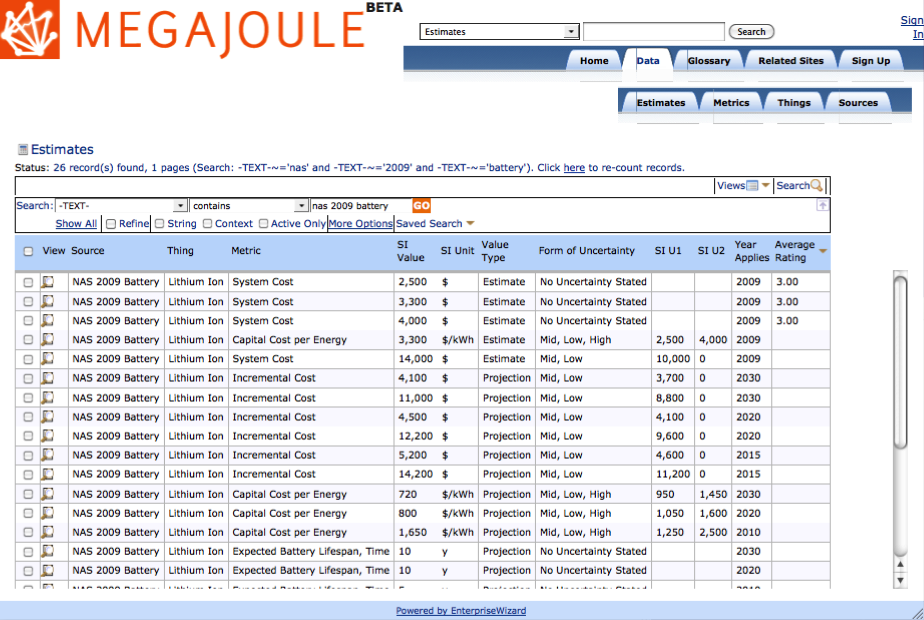 MEGAJOULE BETA
Estimates Search
Sign In
Home Data Glossary Related Sites Sign Up
Estimates Metrics Things Sources
Estimates
Status: 26 record(s) found, 1 pages (Search: -TEXT-~='nas' and -TEXT-~='2009' and -TEXT-~='battery'). Click here to re-count records.
Views Search
Search: -TEXT- contains nas 2009 battery GO
Show All Refine String Context Active Only More Options Saved Search
View Source Thing Metric SI Value SI Unit Value Type Form of Uncertainty SI U1 SI U2 Year Applies Average Rating
NAS 2009 Battery Lithium Ion System Cost 2,500 $ Estimate No Uncertainty Stated 2009 3.00
NAS 2009 Battery Lithium Ion System Cost 3,300 $ Estimate No Uncertainty Stated 2009 3.00
NAS 2009 Battery Lithium Ion System Cost 4,000 $ Estimate No Uncertainty Stated 2009 3.00
NAS 2009 Battery Lithium Ion Capital Cost per Energy 3,300 $/kWh Estimate Mid, Low, High 2,500 4,000 2009
NAS 2009 Battery Lithium Ion System Cost 14,000 $ Estimate Mid, Low 10,000 0 2009
NAS 2009 Battery Lithium Ion Incremental Cost 4,100 $ Projection Mid, Low 3,700 0 2030
NAS 2009 Battery Lithium Ion Incremental Cost 11,000 $ Projection Mid, Low 8,800 0 2030
NAS 2009 Battery Lithium Ion Incremental Cost 4,500 $ Projection Mid, Low 4,100 0 2020
NAS 2009 Battery Lithium Ion Incremental Cost 12,200 $ Projection Mid, Low 9,600 0 2020
NAS 2009 Battery Lithium Ion Incremental Cost 5,200 $ Projection Mid, Low 4,600 0 2015
NAS 2009 Battery Lithium Ion Incremental Cost 14,200 $ Projection Mid, Low 11,200 0 2015
NAS 2009 Battery Lithium Ion Capital Cost per Energy 720 $/kWh Projection Mid, Low, High 950 1,450 2030
NAS 2009 Battery Lithium Ion Capital Cost per Energy 800 $/kWh Projection Mid, Low, High 1,050 1,600 2020
NAS 2009 Battery Lithium Ion Capital Cost per Energy 1,650 $/kWh Projection Mid, Low, High 1,250 2,500 2010
NAS 2009 Battery Lithium Ion Expected Battery Lifespan, Time 10 y Projection No Uncertainty Stated 2030
NAS 2009 Battery Lithium Ion Expected Battery Lifespan, Time 10 y Projection No Uncertainty Stated 2020
Powered by EnterpriseWizard